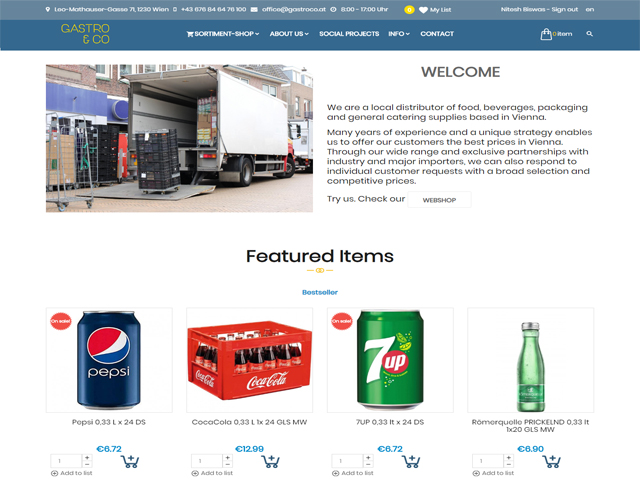 Leo-Mathauser-Gasse 71, 1230 Wien +43 676 84 64 76 100 office@gastroco.at 8:00 - 17:00 Uhr 0 My List Nitesh Biswas - Sign out en
GASTRO
& CO
SORTIMENT-SHOP ABOUT US SOCIAL PROJECTS INFO CONTACT 0 item
WELCOME
We are a local distributor of food, beverages, packaging
and general catering supplies based in Vienna.
Many years of experience and a unique strategy enables
us to offer our customers the best prices in Vienna.
Through our wide range and exclusive partnerships with
industry and major importers, we can also respond to
individual customer requests with a broad selection and
competitive prices.
Try us. Check our WEBSHOP
Featured Items
Bestseller
On sale! On sale!
pepsi
Coca-Cola
7up
Pepsi 0,33 L x 24 DS
CocaCola 0,33 L 1x 24 GLS MW
7UP 0,33 lt x 24 DS
Römerquelle PRICKELND 0,33 lt
1x20 GLS MW
€6.72 €12.99 €6.72 €6.90
1 + - 1 + - 1 + - 1 + -
Add to list Add to list Add to list Add to list